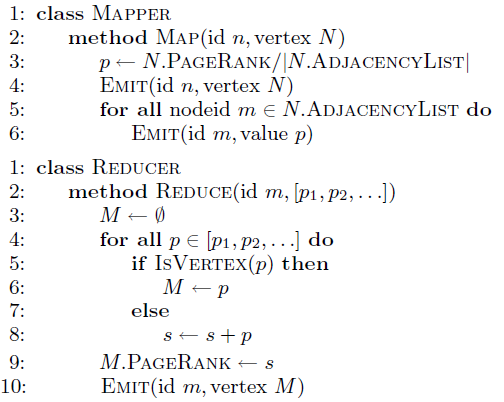 1: class Mapper
2: method Map(id n, vertex N)
3: p ← N.PageRank/|N.AdjacencyList|
4: Emit(id n, vertex N)
5: for all nodeid m ∈ N.AdjacencyList do
6: Emit(id m, value p)
1: class Reducer
2: method Reduce(id m, [p₁, p₂, . . .])
3: M ← ∅
4: for all p ∈ [p₁, p₂, . . .] do
5: if IsVertex(p) then
6: M ← p
7: else
8: s ← s + p
9: M.PageRank ← s
10: Emit(id m, vertex M)